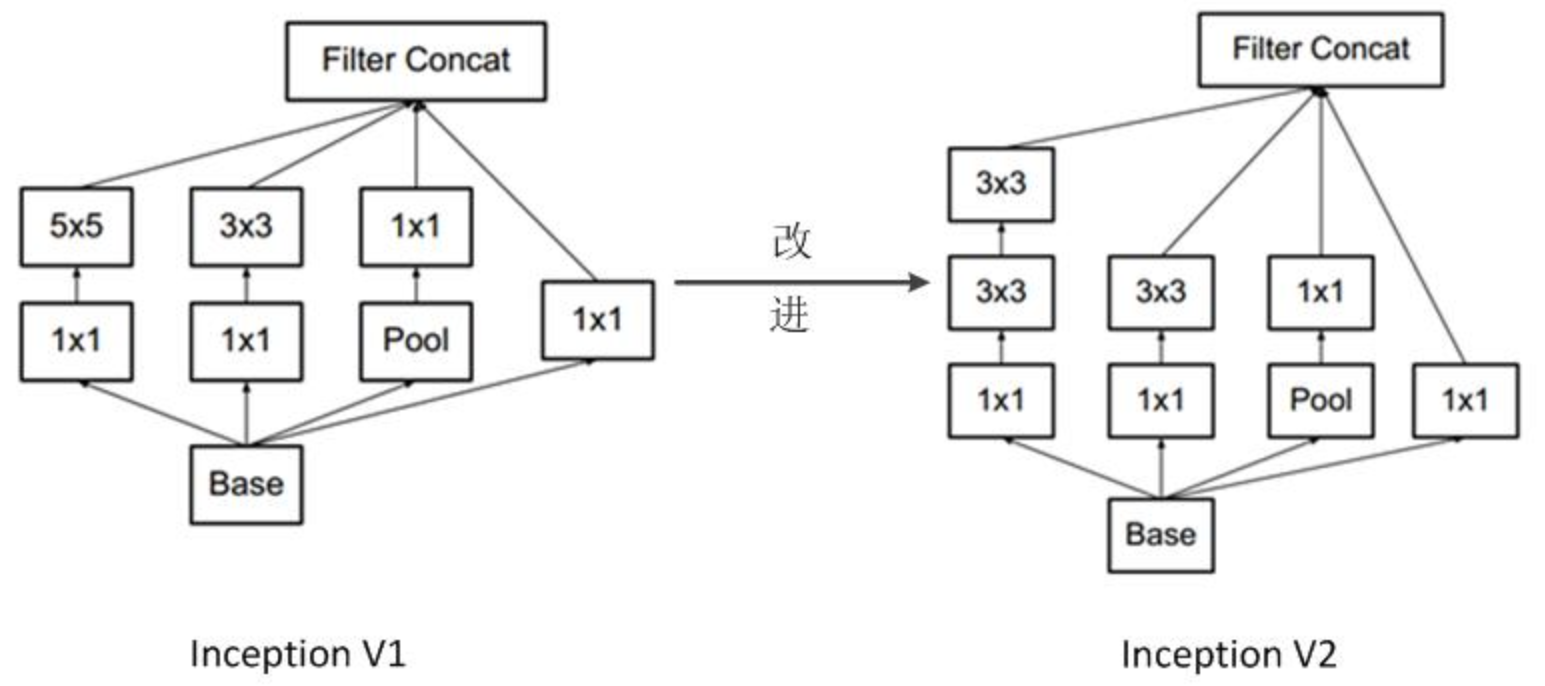 Filter Concat
5x5
3x3
1x1
1x1
1x1
1x1
Pool
Base
Inception V1
改
进
Filter Concat
3x3
3x3
3x3
1x1
1x1
1x1
Pool
1x1
Base
Inception V2